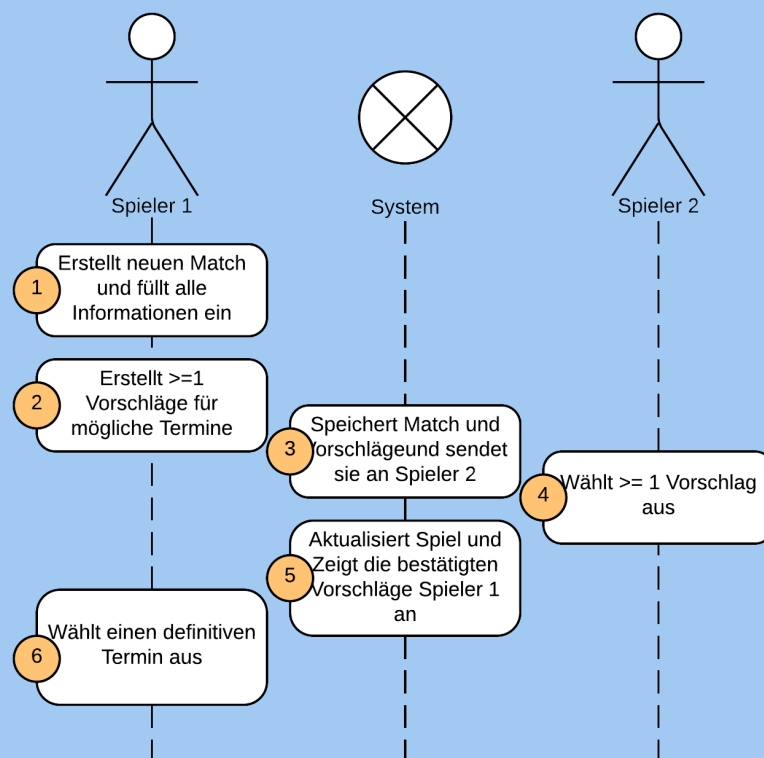 Spieler 1
System
Spieler 2
1
Erstellt neuen Match
und füllt alle
Informationen ein
2
Erstellt >=1
Vorschläge für
mögliche Termine
3
Speichert Match und
Vorschlägeund sendet
sie an Spieler 2
4
Wählt >= 1 Vorschlag
aus
5
Aktualisiert Spiel und
Zeigt die bestätigten
Vorschläge Spieler 1
an
6
Wählt einen definitiven
Termin aus